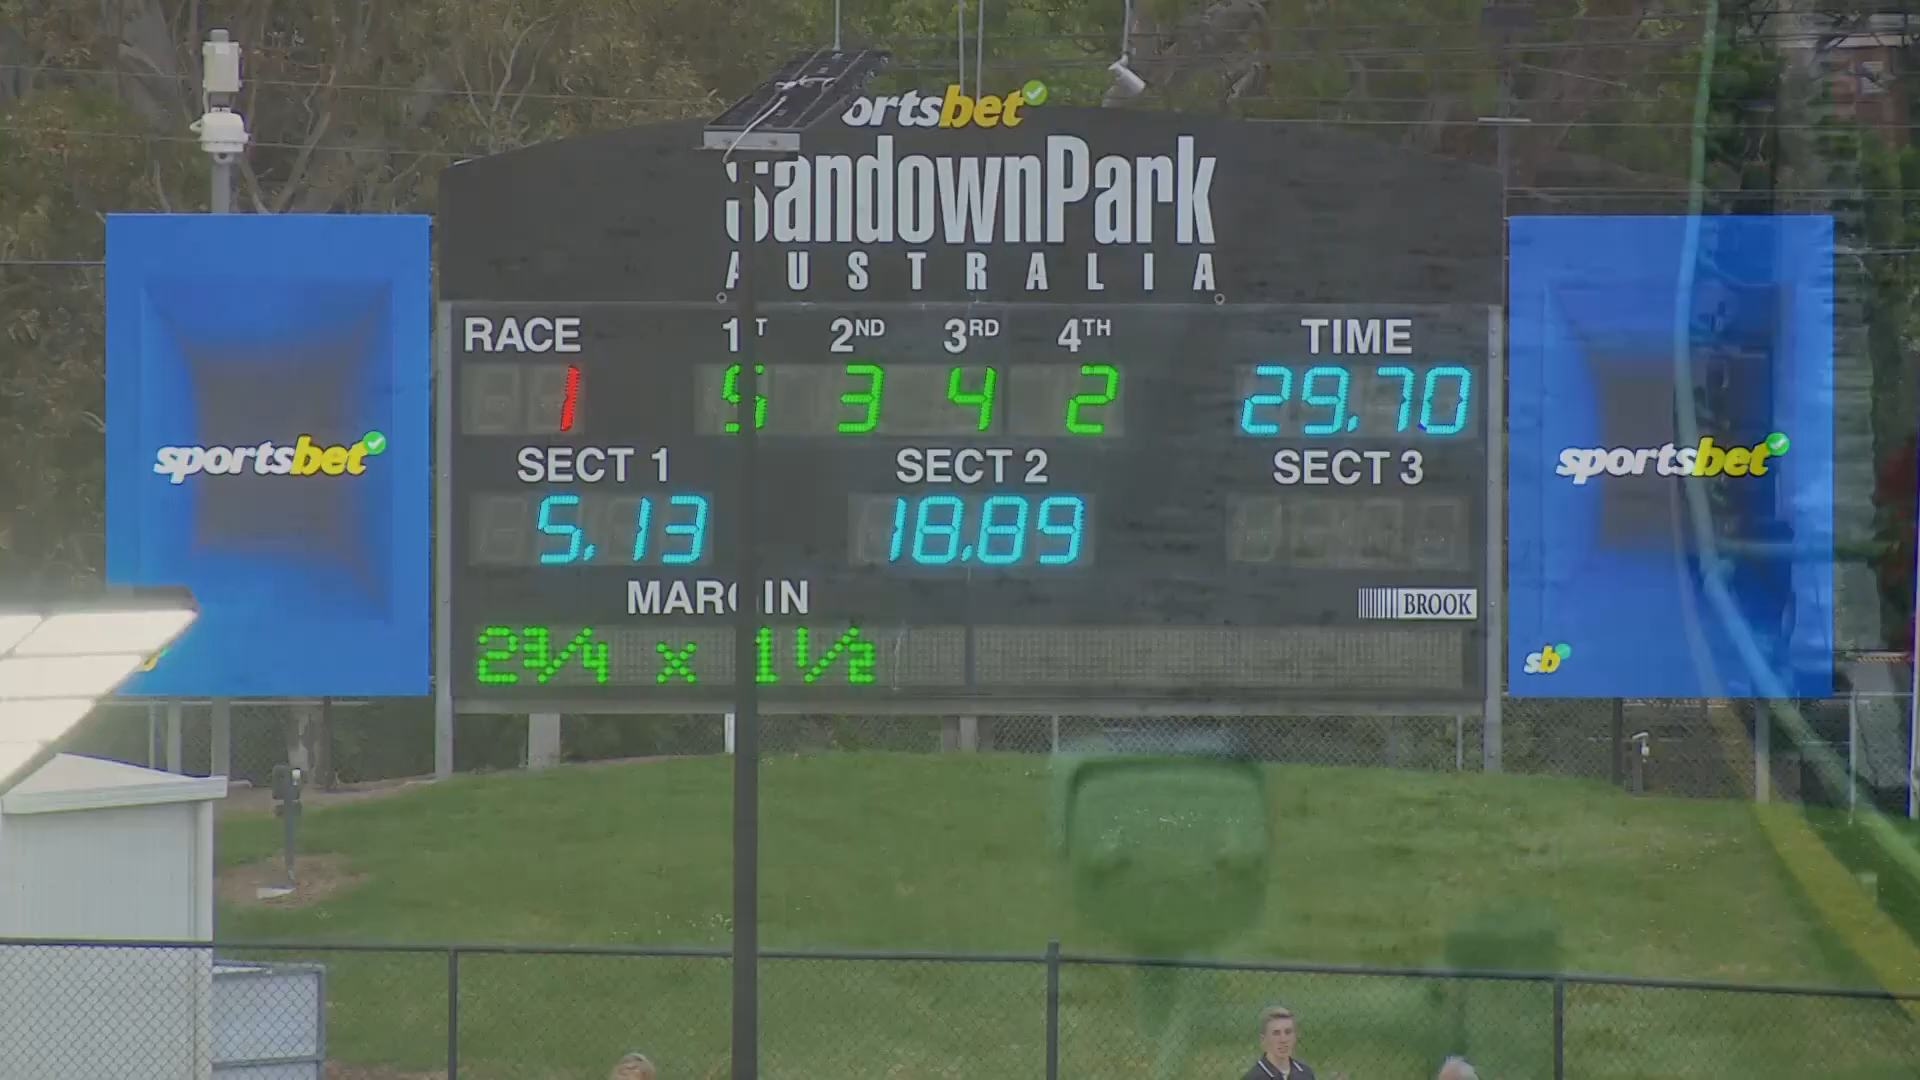 ortsbet
SandownPark
AUSTRALIA
RACE 1ST 2ND 3RD 4TH TIME
1 5 3 4 2 29.70
SECT 1 SECT 2 SECT 3
5.13 18.89
MARGIN
BROOK
2¾ x 1½
sportsbet
sportsbet
sb